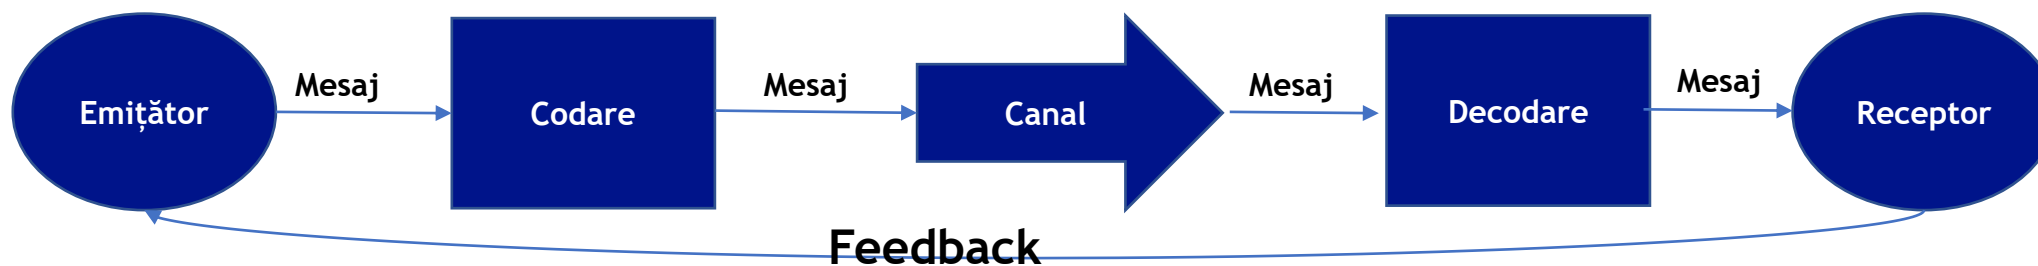 Emițător
Mesaj
Codare
Mesaj
Canal
Mesaj
Decodare
Mesaj
Receptor
Feedback